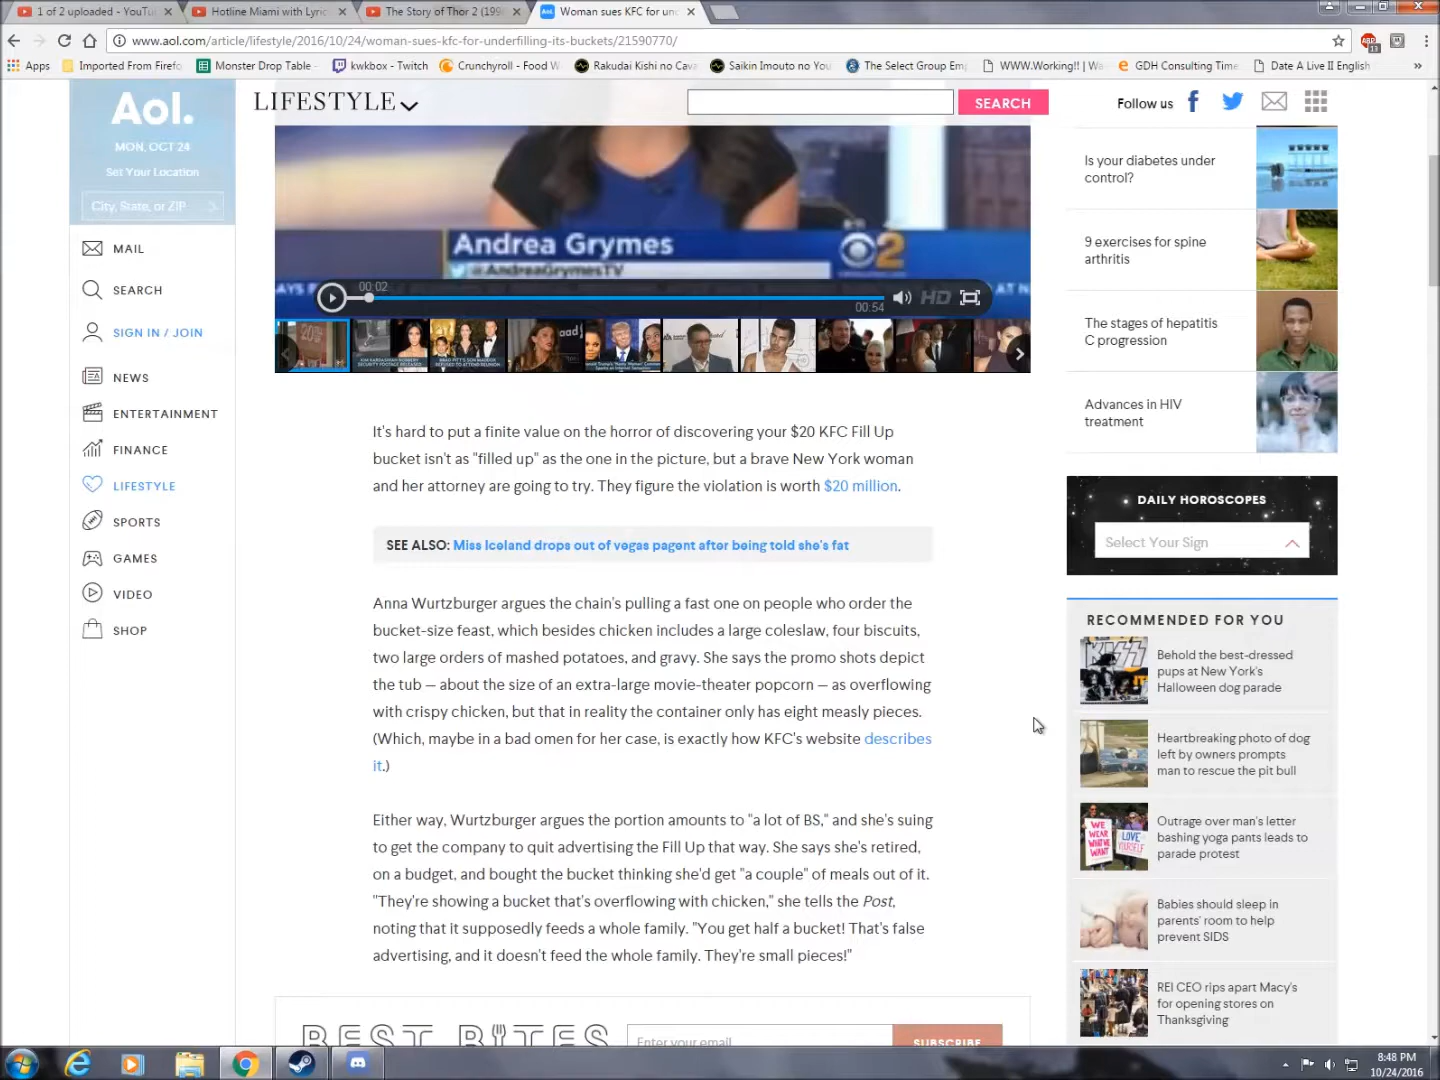 1 of 2 uploaded - YouTu
Hotline Miami with Lyric
The Story of Thor 2 (199
Woman sues KFC for un
www.aol.com/article/lifestyle/2016/10/24/woman-sues-kfc-for-underfilling-its-buckets/21590770/
ABP
13
Apps
Imported From Firefo
Monster Drop Table
kwkbox - Twitch
Crunchyroll - Food W
Rakudai Kishi no Cava
Saikin Imouto no You
The Select Group Em
WWW.Working!! | Wa
GDH Consulting Time
Date A Live II English
»
Aol.
MON, OCT 24
Set Your Location
City, State, or ZIP
MAIL
SEARCH
SIGN IN / JOIN
NEWS
ENTERTAINMENT
FINANCE
LIFESTYLE
SPORTS
GAMES
VIDEO
SHOP
LIFESTYLE
SEARCH
Follow us
Andrea Grymes
@AndreaGrymesTV
2
00:02
00:54
HD
It's hard to put a finite value on the horror of discovering your $20 KFC Fill Up
bucket isn't as "filled up" as the one in the picture, but a brave New York woman
and her attorney are going to try. They figure the violation is worth $20 million.
SEE ALSO: Miss Iceland drops out of vegas pagent after being told she's fat
Anna Wurtzburger argues the chain's pulling a fast one on people who order the
bucket-size feast, which besides chicken includes a large coleslaw, four biscuits,
two large orders of mashed potatoes, and gravy. She says the promo shots depict
the tub — about the size of an extra-large movie-theater popcorn — as overflowing
with crispy chicken, but that in reality the container only has eight measly pieces.
(Which, maybe in a bad omen for her case, is exactly how KFC's website describes
it.)
Either way, Wurtzburger argues the portion amounts to "a lot of BS," and she's suing
to get the company to quit advertising the Fill Up that way. She says she's retired,
on a budget, and bought the bucket thinking she'd get "a couple" of meals out of it.
"They're showing a bucket that's overflowing with chicken," she tells the Post,
noting that it supposedly feeds a whole family. "You get half a bucket! That's false
advertising, and it doesn't feed the whole family. They're small pieces!"
BEST BITES
Enter your email
SUBSCRIBE
Is your diabetes under
control?
9 exercises for spine
arthritis
The stages of hepatitis
C progression
Advances in HIV
treatment
DAILY HOROSCOPES
Select Your Sign
RECOMMENDED FOR YOU
Behold the best-dressed
pups at New York's
Halloween dog parade
Heartbreaking photo of dog
left by owners prompts
man to rescue the pit bull
Outrage over man's letter
bashing yoga pants leads to
parade protest
Babies should sleep in
parents' room to help
prevent SIDS
REI CEO rips apart Macy's
for opening stores on
Thanksgiving
8:48 PM
10/24/2016